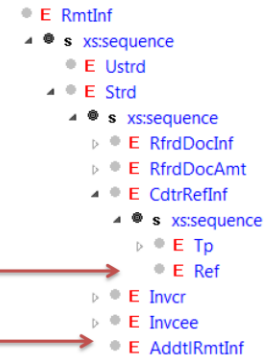 E RmtInf
s xs:sequence
E Ustrd
E Strd
s xs:sequence
E RfrdDocInf
E RfrdDocAmt
E CdtrRefInf
s xs:sequence
E Tp
E Ref
E Invcr
E Invcee
E AddtlRmtInf